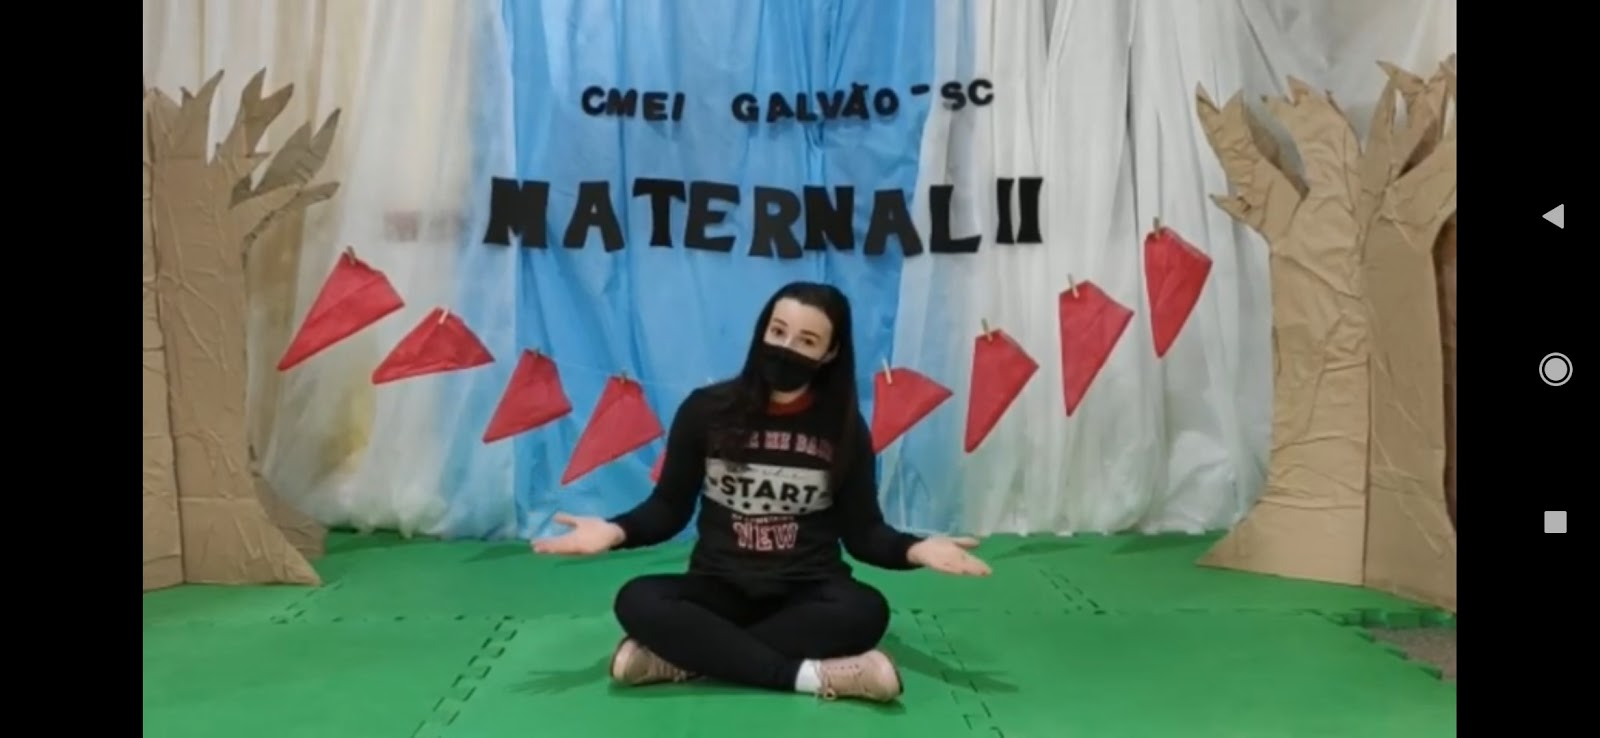 CMEI GALVÃO - SC
MATERNAL II
START
NEW